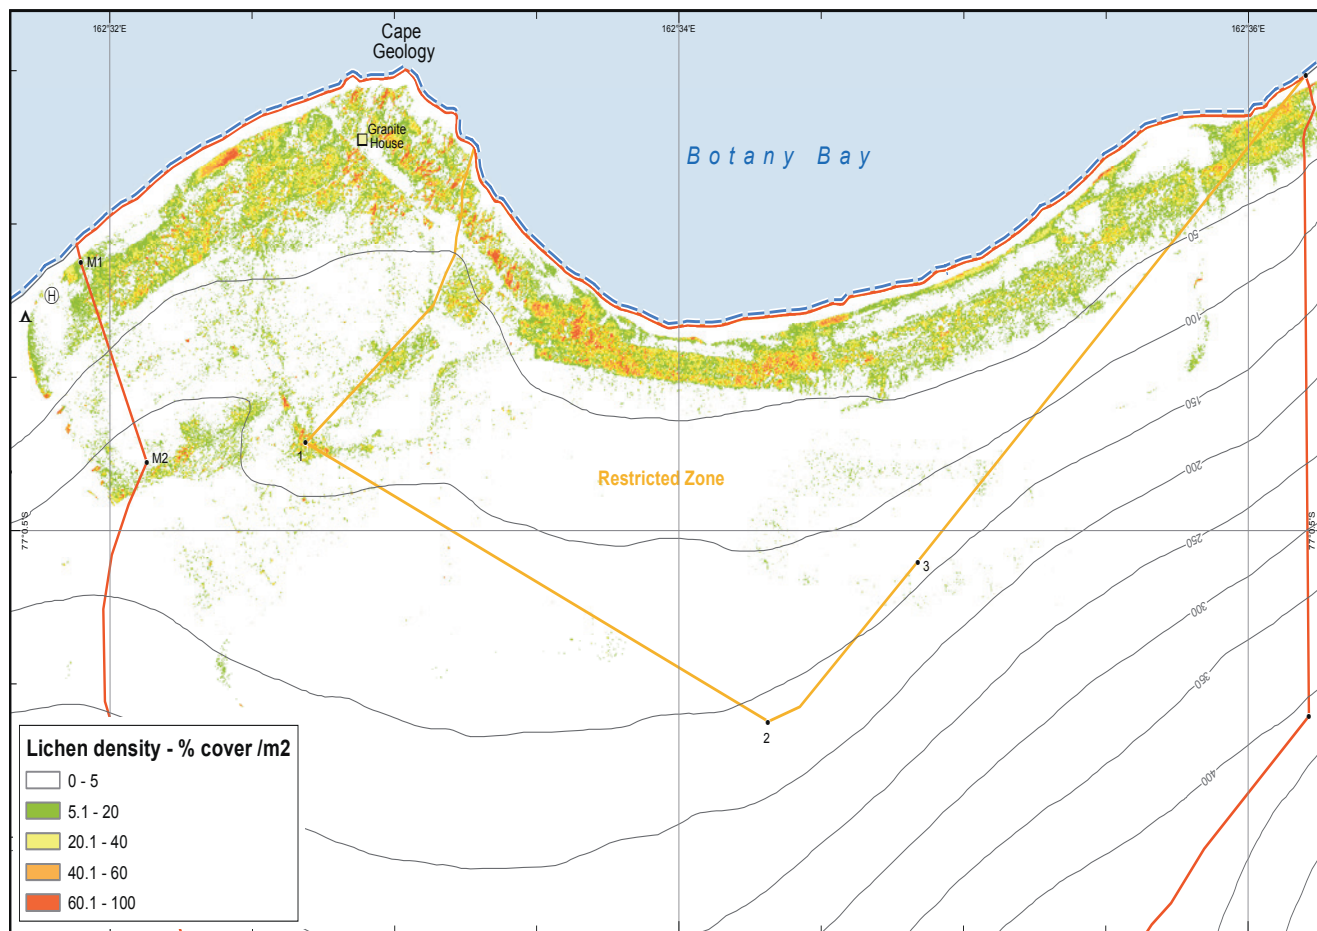 162°32'E
162°34'E
162°36'E
Cape
Geology
Granite
House
Botany Bay
M1
H
50
100
150
M2
1
Restricted Zone
200
77°0.5'S
77°0.5'S
250
3
300
350
2
400
Lichen density - % cover /m2
0 - 5
5.1 - 20
20.1 - 40
40.1 - 60
60.1 - 100